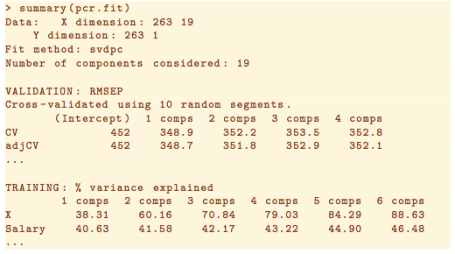 > summary(pcr.fit)
Data:   X dimension: 263 19
    Y dimension: 263 1
Fit method: svdpc
Number of components considered: 19

VALIDATION: RMSEP
Cross-validated using 10 random segments.
       (Intercept)  1 comps  2 comps  3 comps  4 comps
CV             452    348.9    352.2    353.5    352.8
adjCV          452    348.7    351.8    352.9    352.1
...

TRAINING: % variance explained
        1 comps  2 comps  3 comps  4 comps  5 comps  6 comps
X         38.31    60.16    70.84    79.03    84.29    88.63
Salary    40.63    41.58    42.17    43.22    44.90    46.48
...